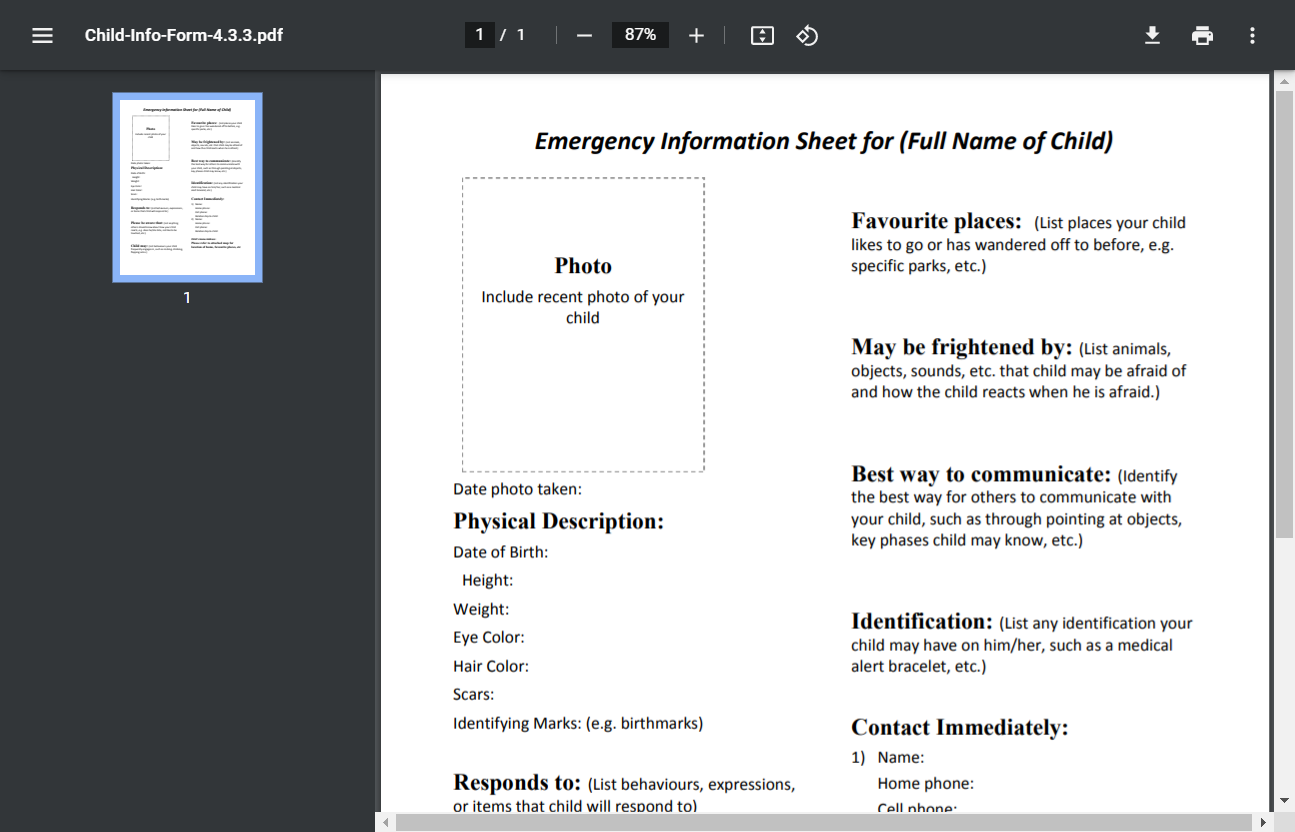 Child-Info-Form-4.3.3.pdf
1 / 1
87%
1
Emergency Information Sheet for (Full Name of Child)
Photo
Include recent photo of your
child
Date photo taken:
Physical Description:
Date of Birth:
Height:
Weight:
Eye Color:
Hair Color:
Scars:
Identifying Marks: (e.g. birthmarks)
Responds to: (List behaviours, expressions,
or items that child will respond to)
Favourite places: (List places your child
likes to go or has wandered off to before, e.g.
specific parks, etc.)
May be frightened by: (List animals,
objects, sounds, etc. that child may be afraid of
and how the child reacts when he is afraid.)
Best way to communicate: (Identify
the best way for others to communicate with
your child, such as through pointing at objects,
key phases child may know, etc.)
Identification: (List any identification your
child may have on him/her, such as a medical
alert bracelet, etc.)
Contact Immediately:
1) Name:
Home phone:
Cell phone: